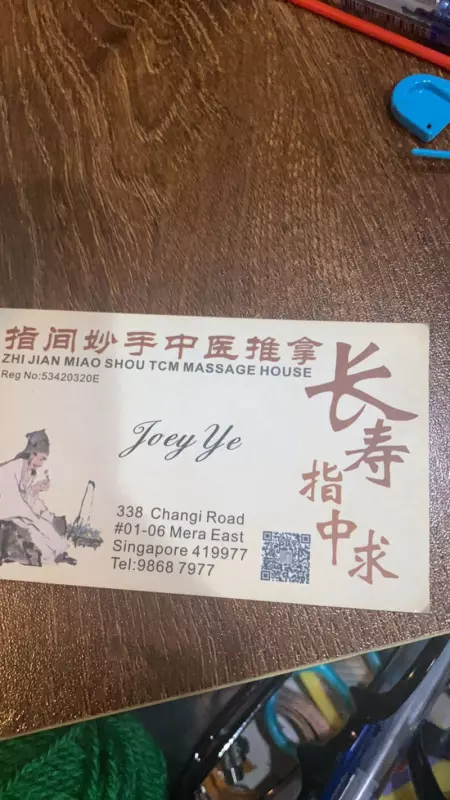 指间妙手中医推拿
ZHI JIAN MIAO SHOU TCM MASSAGE HOUSE
Reg No:53420320E
Joey Ye
338 Changi Road
#01-06 Mera East
Singapore 419977
Tel:9868 7977
长寿
指中求